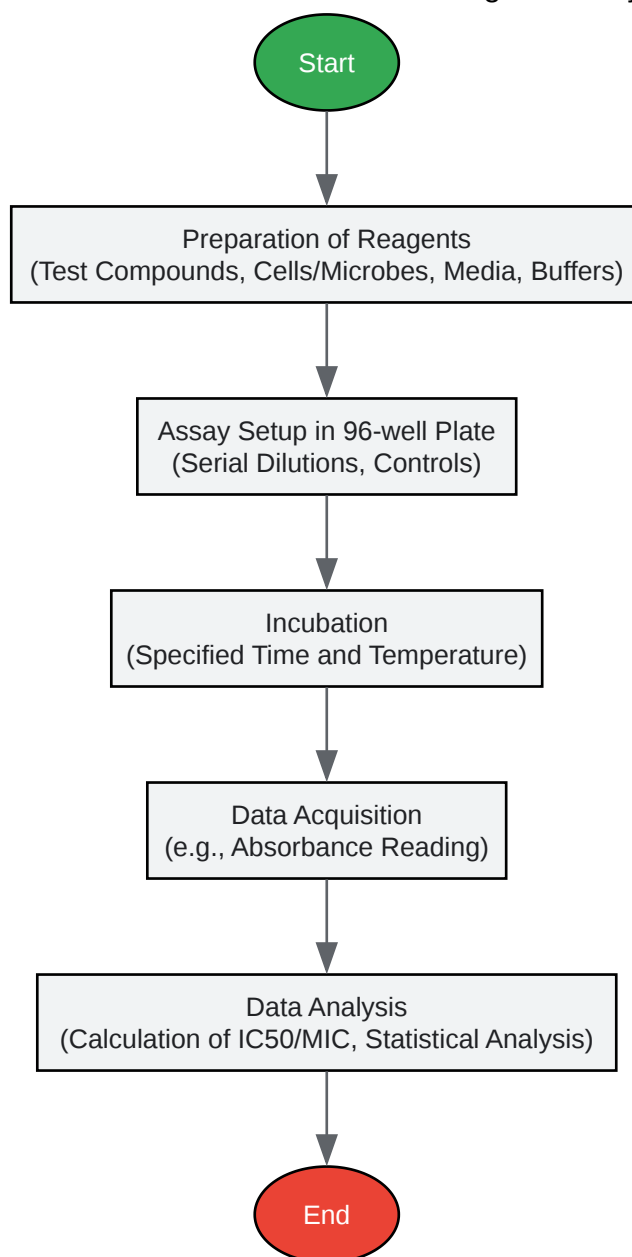 Start
Preparation of Reagents
(Test Compounds, Cells/Microbes, Media, Buffers)
Assay Setup in 96-well Plate
(Serial Dilutions, Controls)
Incubation
(Specified Time and Temperature)
Data Acquisition
(e.g., Absorbance Reading)
Data Analysis
(Calculation of IC50/MIC, Statistical Analysis)
End